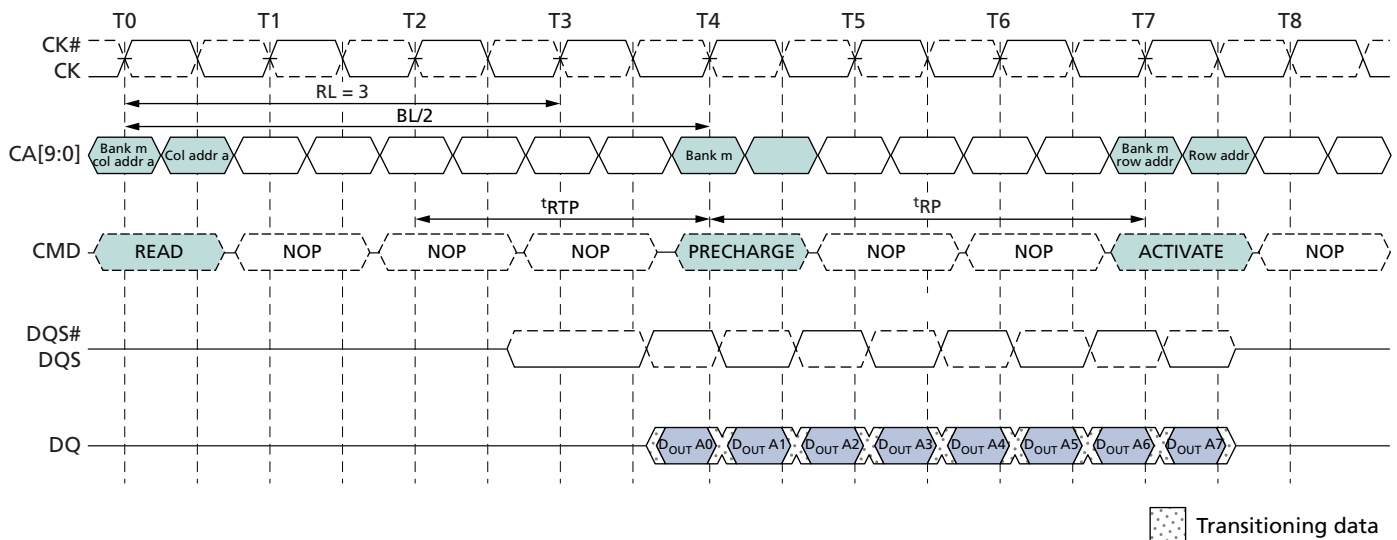 T0 T1 T2 T3 T4 T5 T6 T7 T8
CK#
CK
RL = 3
BL/2
CA[9:0]
Bank m col addr a
Col addr a
Bank m
Bank m row addr
Row addr
tRTP
tRP
CMD
READ NOP NOP NOP PRECHARGE NOP NOP ACTIVATE NOP
DQS#
DQS
DQ
DOUT A0 DOUT A1 DOUT A2 DOUT A3 DOUT A4 DOUT A5 DOUT A6 DOUT A7
Transitioning data